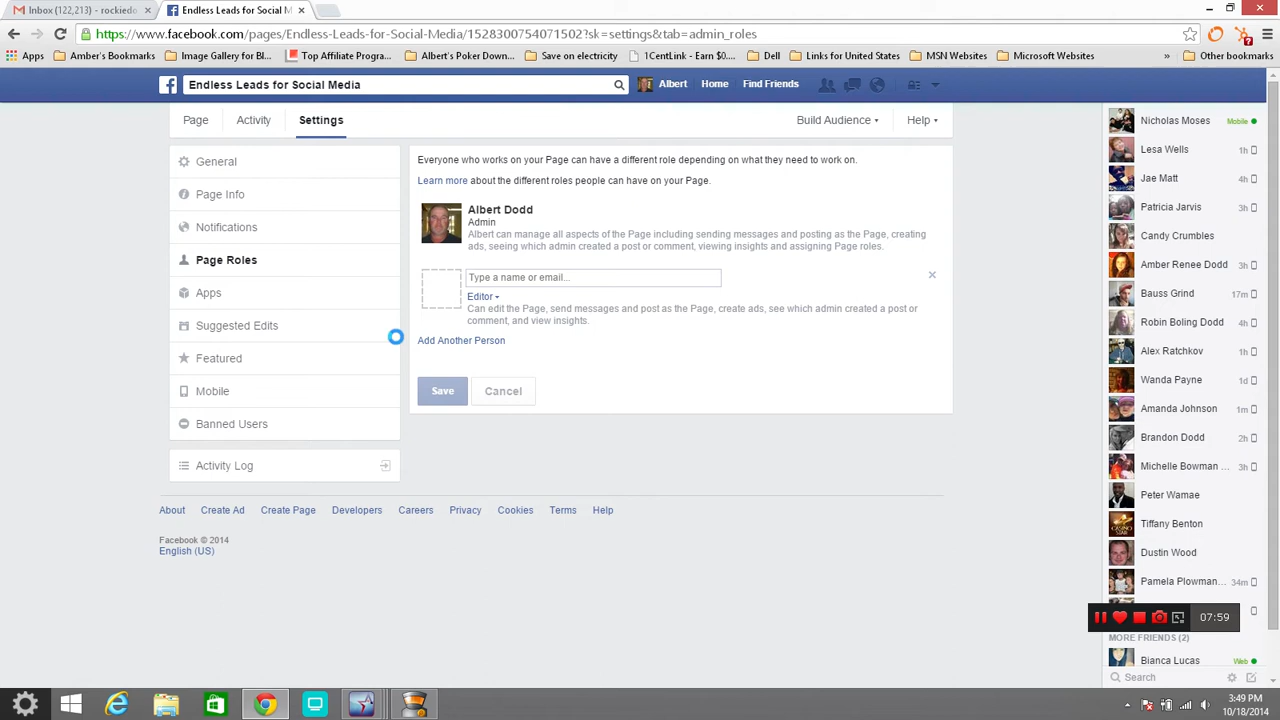 Inbox (122,213) - rockiedo
Endless Leads for Social M
https://www.facebook.com/pages/Endless-Leads-for-Social-Media/1528300754071502?sk=settings&tab=admin_roles
Apps
Amber's Bookmarks
Image Gallery for Bl...
Top Affiliate Progra...
Albert's Poker Down...
Save on electricity
1CentLink - Earn $0....
Dell
Links for United States
MSN Websites
Microsoft Websites
»
Other bookmarks
Endless Leads for Social Media
Albert
Home
Find Friends
Page
Activity
Settings
Build Audience
Help
General
Page Info
Notifications
Page Roles
Apps
Suggested Edits
Featured
Mobile
Banned Users
Activity Log
Everyone who works on your Page can have a different role depending on what they need to work on.
Learn more about the different roles people can have on your Page.
Albert Dodd
Admin
Albert can manage all aspects of the Page including sending messages and posting as the Page, creating
ads, seeing which admin created a post or comment, viewing insights and assigning Page roles.
Type a name or email...
Editor
Can edit the Page, send messages and post as the Page, create ads, see which admin created a post or
comment, and view insights.
Add Another Person
Save
Cancel
About
Create Ad
Create Page
Developers
Careers
Privacy
Cookies
Terms
Help
Facebook © 2014
English (US)
Nicholas Moses Mobile
Lesa Wells 1h
Jae Matt 4h
Patricia Jarvis 3h
Candy Crumbles
Amber Renee Dodd 3h
Bauss Grind 17m
Robin Boling Dodd 4h
Alex Ratchkov 1h
Wanda Payne 1d
Amanda Johnson 1m
Brandon Dodd 2h
Michelle Bowman ... 3h
Peter Wamae
Tiffany Benton
Dustin Wood
Pamela Plowman... 34m
07:59
MORE FRIENDS (2)
Bianca Lucas Web
Search
3:49 PM
10/18/2014